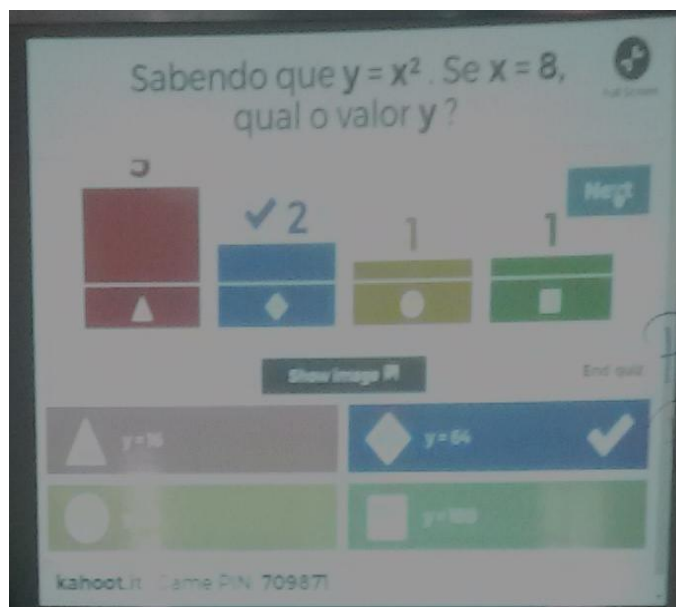 Sabendo que y = x². Se x = 8,
qual o valor y ?
Full Screen
Next
2
1
1
Show image
End quiz
y = 16
y = 64
kahoot.it Game PIN: 709871